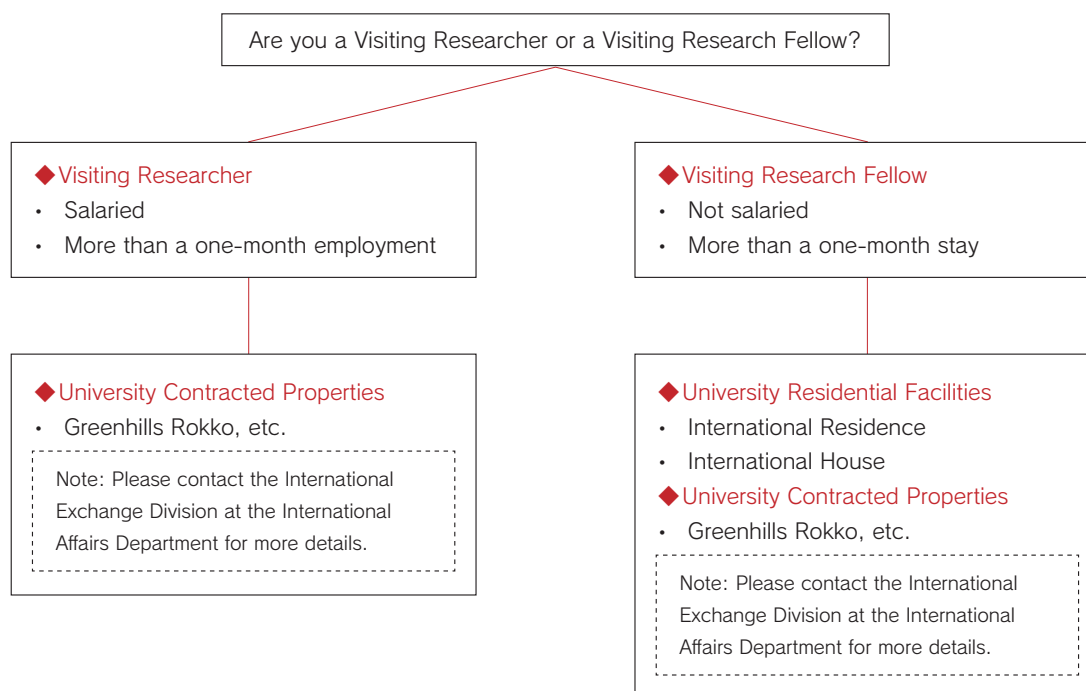 Are you a Visiting Researcher or a Visiting Research Fellow?
◆Visiting Researcher
・ Salaried
・ More than a one-month employment
◆Visiting Research Fellow
・ Not salaried
・ More than a one-month stay
◆University Contracted Properties
・ Greenhills Rokko, etc.
Note: Please contact the International
Exchange Division at the International
Affairs Department for more details.
◆University Residential Facilities
・ International Residence
・ International House
◆University Contracted Properties
・ Greenhills Rokko, etc.
Note: Please contact the International
Exchange Division at the International
Affairs Department for more details.